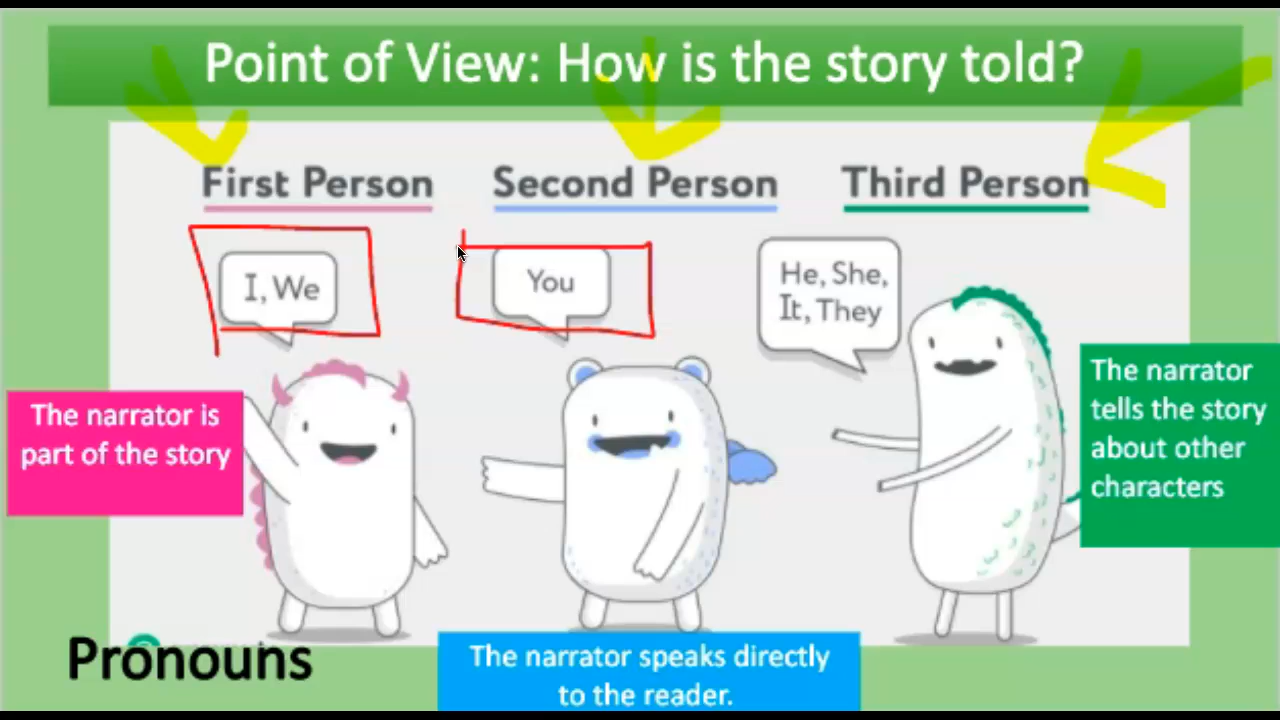 Point of View: How is the story told?
First Person
Second Person
Third Person
I, We
You
He, She,
It, They
The narrator is
part of the story
The narrator
tells the story
about other
characters
Pronouns
The narrator speaks directly
to the reader.